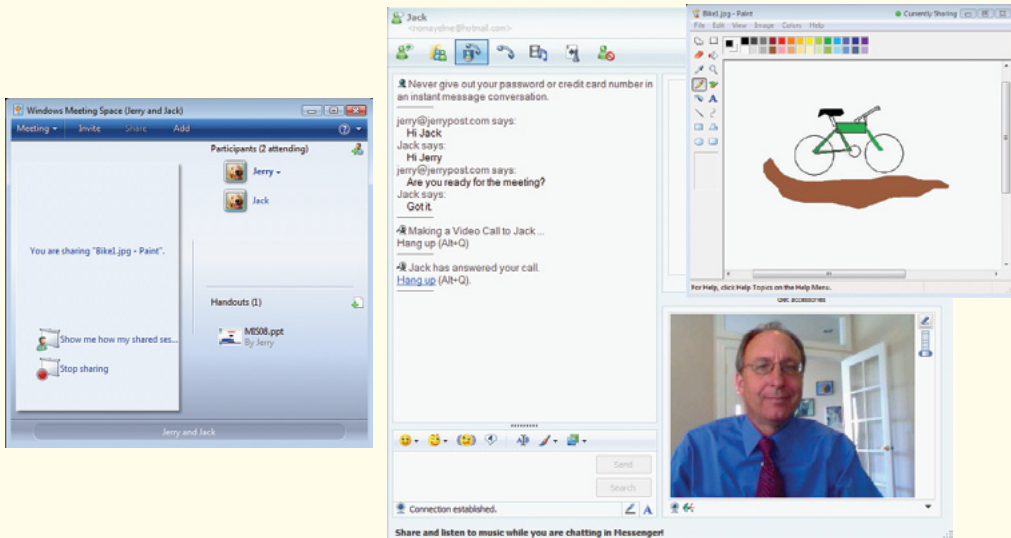 Windows Meeting Space (Jerry and Jack)
Meeting Invite Share Add
You are sharing "Bike1.jpg - Paint".
Show me how my shared ses...
Stop sharing
Participants (2 attending)
Jerry
Jack
Handouts (1)
MIS08.ppt
By Jerry
Jerry and Jack
Jack
<nomayeine@hotmail.com>
Never give out your password or credit card number in
an instant message conversation.
jerry@jerrypost.com says:
Hi Jack
Jack says:
Hi Jerry
jerry@jerrypost.com says:
Are you ready for the meeting?
Jack says:
Got it.
Making a Video Call to Jack ...
Hang up (Alt+Q)
Jack has answered your call.
Hang up (Alt+Q).
Send
Search
Connection established.
Share and listen to music while you are chatting in Messenger!
Bike1.jpg - Paint
Currently Sharing
File Edit View Image Colors Help
For Help, click Help Topics on the Help Menu.
Get accessories